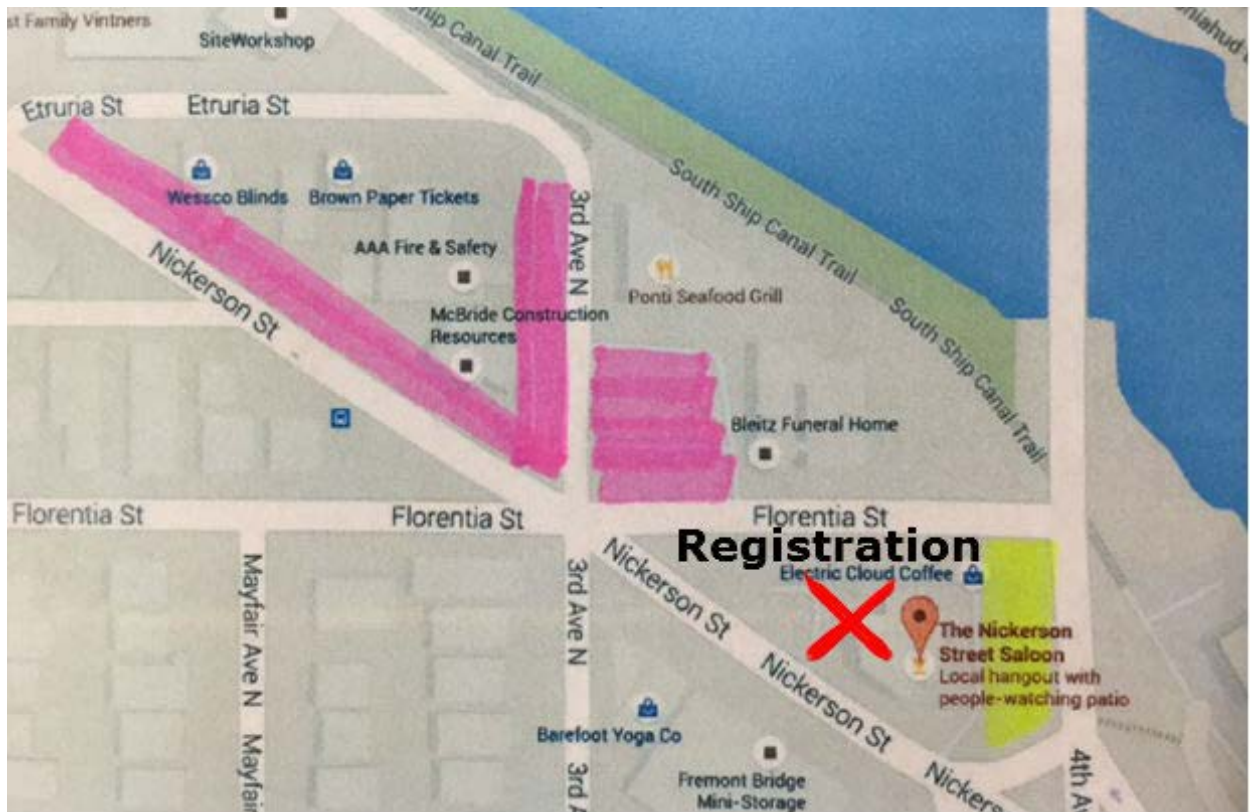 st Family Vintners
SiteWorkshop
Ship Canal Trail
Etruria St
Etruria St
Wessco Blinds
Brown Paper Tickets
3rd Ave N
South Ship Canal Trail
AAA Fire & Safety
Nickerson St
Ponti Seafood Grill
McBride Construction
Resources
South Ship Canal Trail
Bleitz Funeral Home
Florentia St
Florentia St
Florentia St
Registration
Electric Cloud Coffee
Mayfair Ave N
3rd Ave N
Nickerson St
The Nickerson
Street Saloon
Local hangout with
people-watching patio
Nickerson St
Barefoot Yoga Co
Mayfair
3rd A
Fremont Bridge
Mini-Storage
Nickers
4th Av